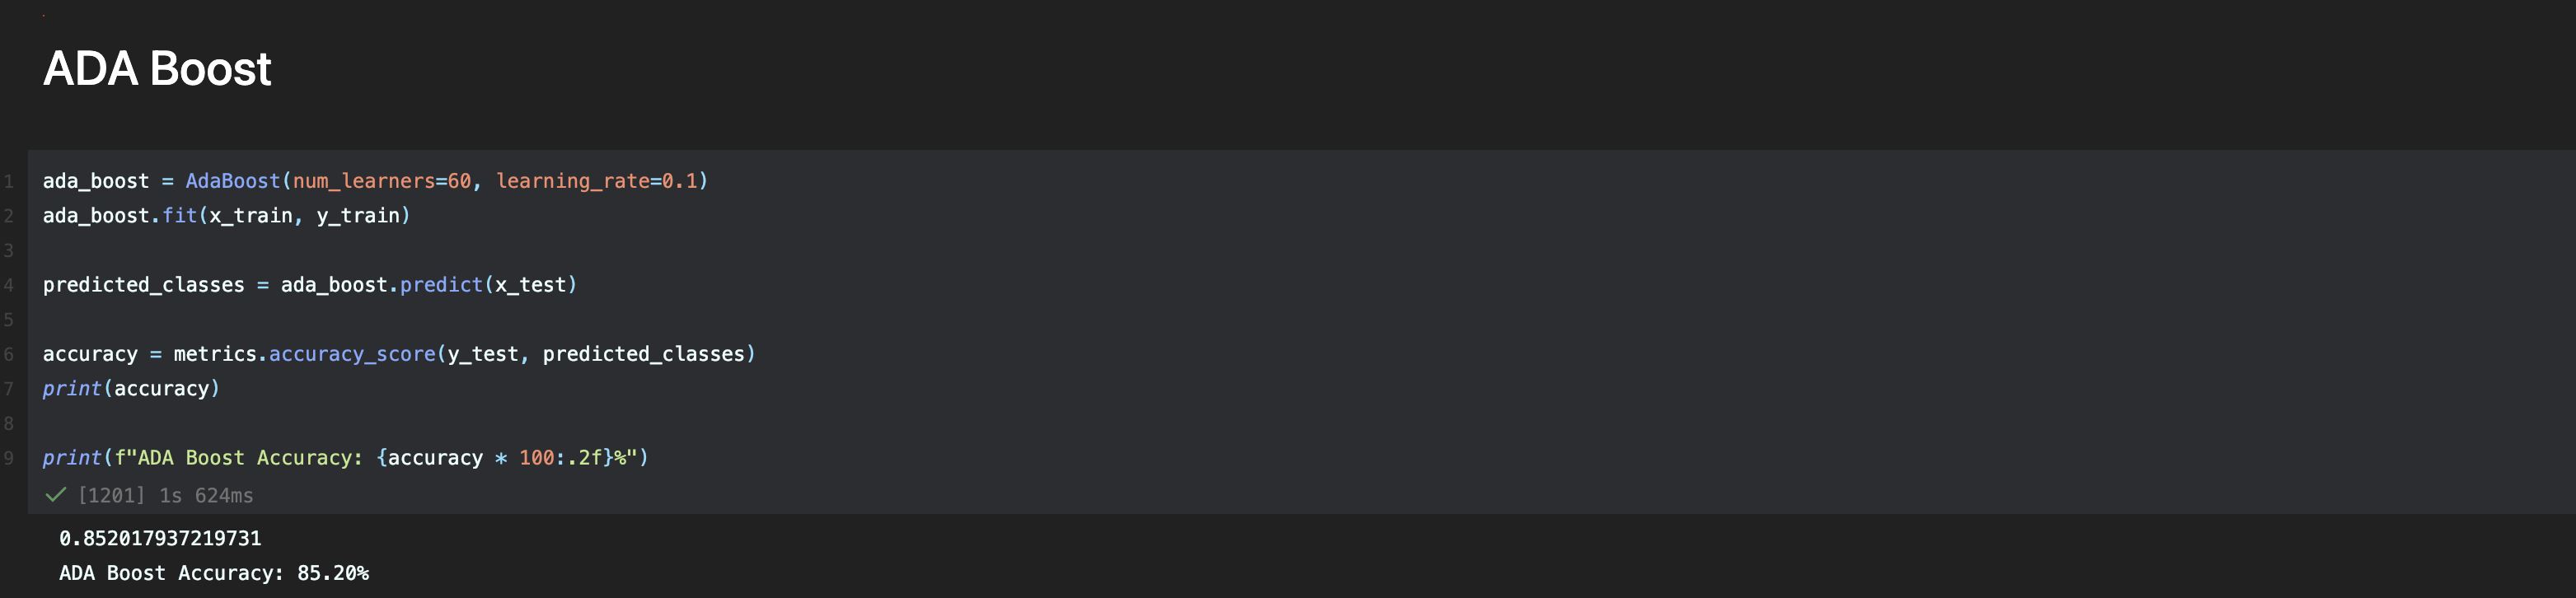 ADA Boost
1 ada_boost = AdaBoost(num_learners=60, learning_rate=0.1)
2 ada_boost.fit(x_train, y_train)
3
4 predicted_classes = ada_boost.predict(x_test)
5
6 accuracy = metrics.accuracy_score(y_test, predicted_classes)
7 print(accuracy)
8
9 print(f"ADA Boost Accuracy: {accuracy * 100:.2f}%")
✓ [1201] 1s 624ms
0.852017937219731
ADA Boost Accuracy: 85.20%